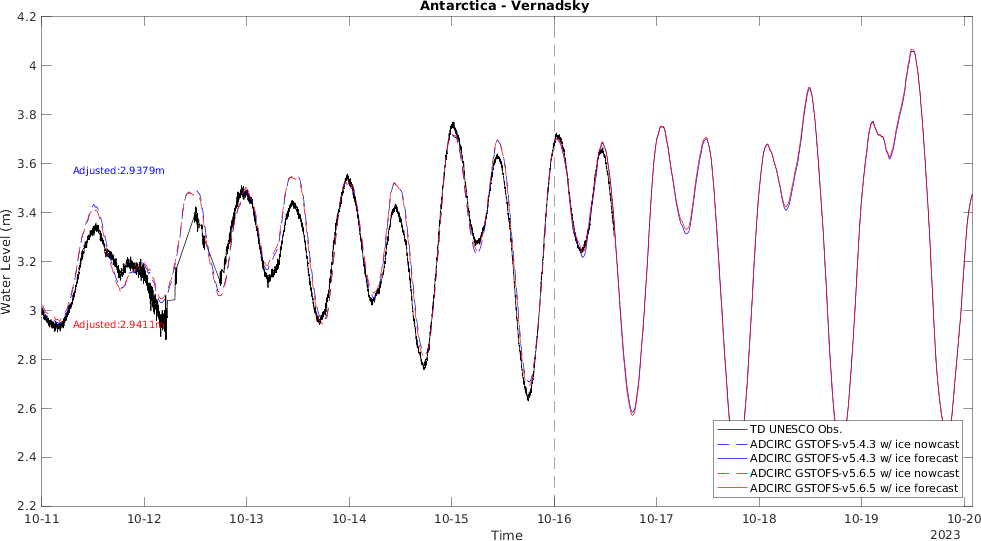 Antarctica - Vernadsky
4.2
4
3.8
3.6
3.4
3.2
3
2.8
2.6
2.4
2.2
Water Level (m)
Adjusted:2.9379m
Adjusted:2.9411m
TD UNESCO Obs.
ADCIRC GSTOFS-v5.4.3 w/ ice nowcast
ADCIRC GSTOFS-v5.4.3 w/ ice forecast
ADCIRC GSTOFS-v5.6.5 w/ ice nowcast
ADCIRC GSTOFS-v5.6.5 w/ ice forecast
10-11 10-12 10-13 10-14 10-15 10-16 10-17 10-18 10-19 10-20
Time
2023